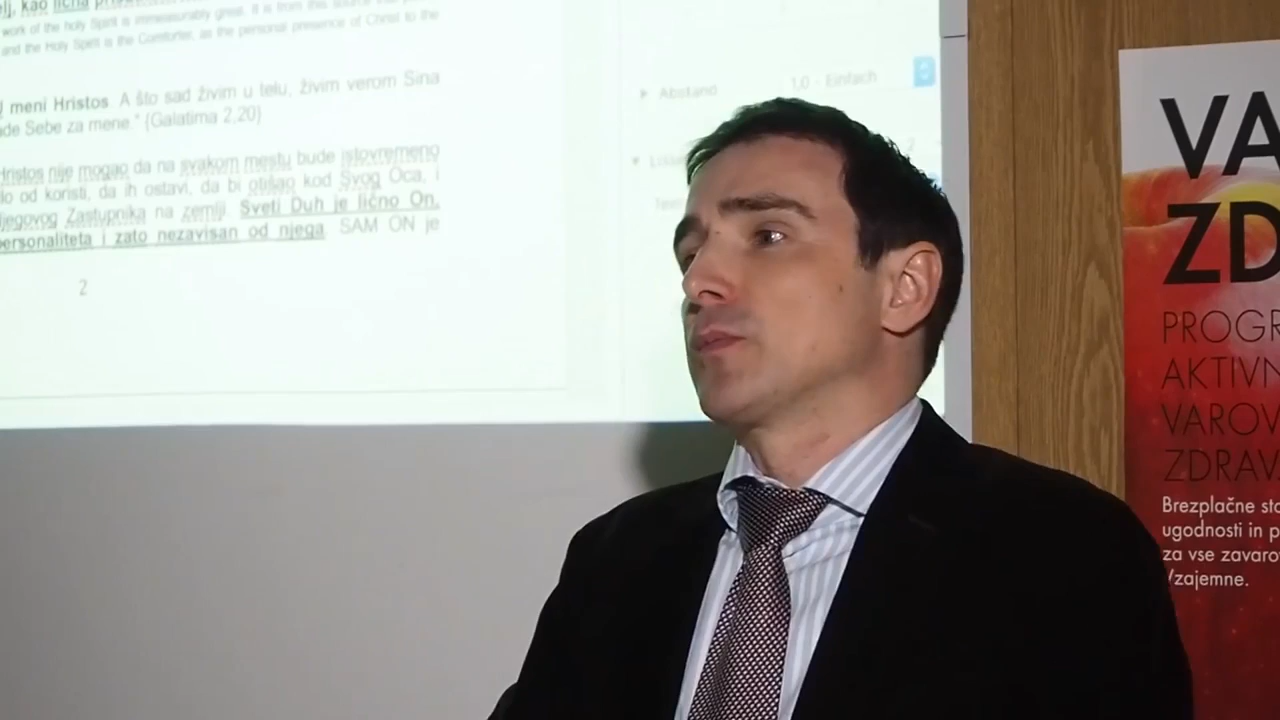 elj, kao lična
work of the holy Spirit is immeasurably great. It is from this source that
and the Holy Spirit is the Comforter, as the personal presence of Christ to the
U meni Hristos. A što sad živim u telu, živim verom Sina
ade Sebe za mene." (Galatima 2,20)
Hristos nije mogao da na svakom mestu bude istovremeno
lo od koristi, da ih ostavi, da bi otišao kod Svog Oca, i
Njegovog Zastupnika na zemlji. Sveti Duh je lično On,
personaliteta i zato nezavisan od njega. SAM ON je
2
Abstand
1,0 - Einfach
VA
ZD
PROGR
AKTIVN
VAROV
ZDRAV
Brezplačne sto
ugodnosti in p
za vse zavarov
Vzajemne.